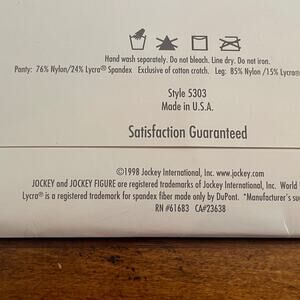 Hand wash separately. Do not bleach. Line dry. Do not iron.
Panty: 76% Nylon/24% Lycra® Spandex Exclusive of cotton crotch. Leg: 85% Nylon /15% Lycra®
Style 5303
Made in U.S.A.
Satisfaction Guaranteed
©1998 Jockey International, Inc. www.jockey.com
JOCKEY and JOCKEY FIGURE are registered trademarks of Jockey International, Inc. World
Lycra® is a registered trademark for spandex fiber made only by DuPont. *Manufacturer's su
RN #61683 CA#23638